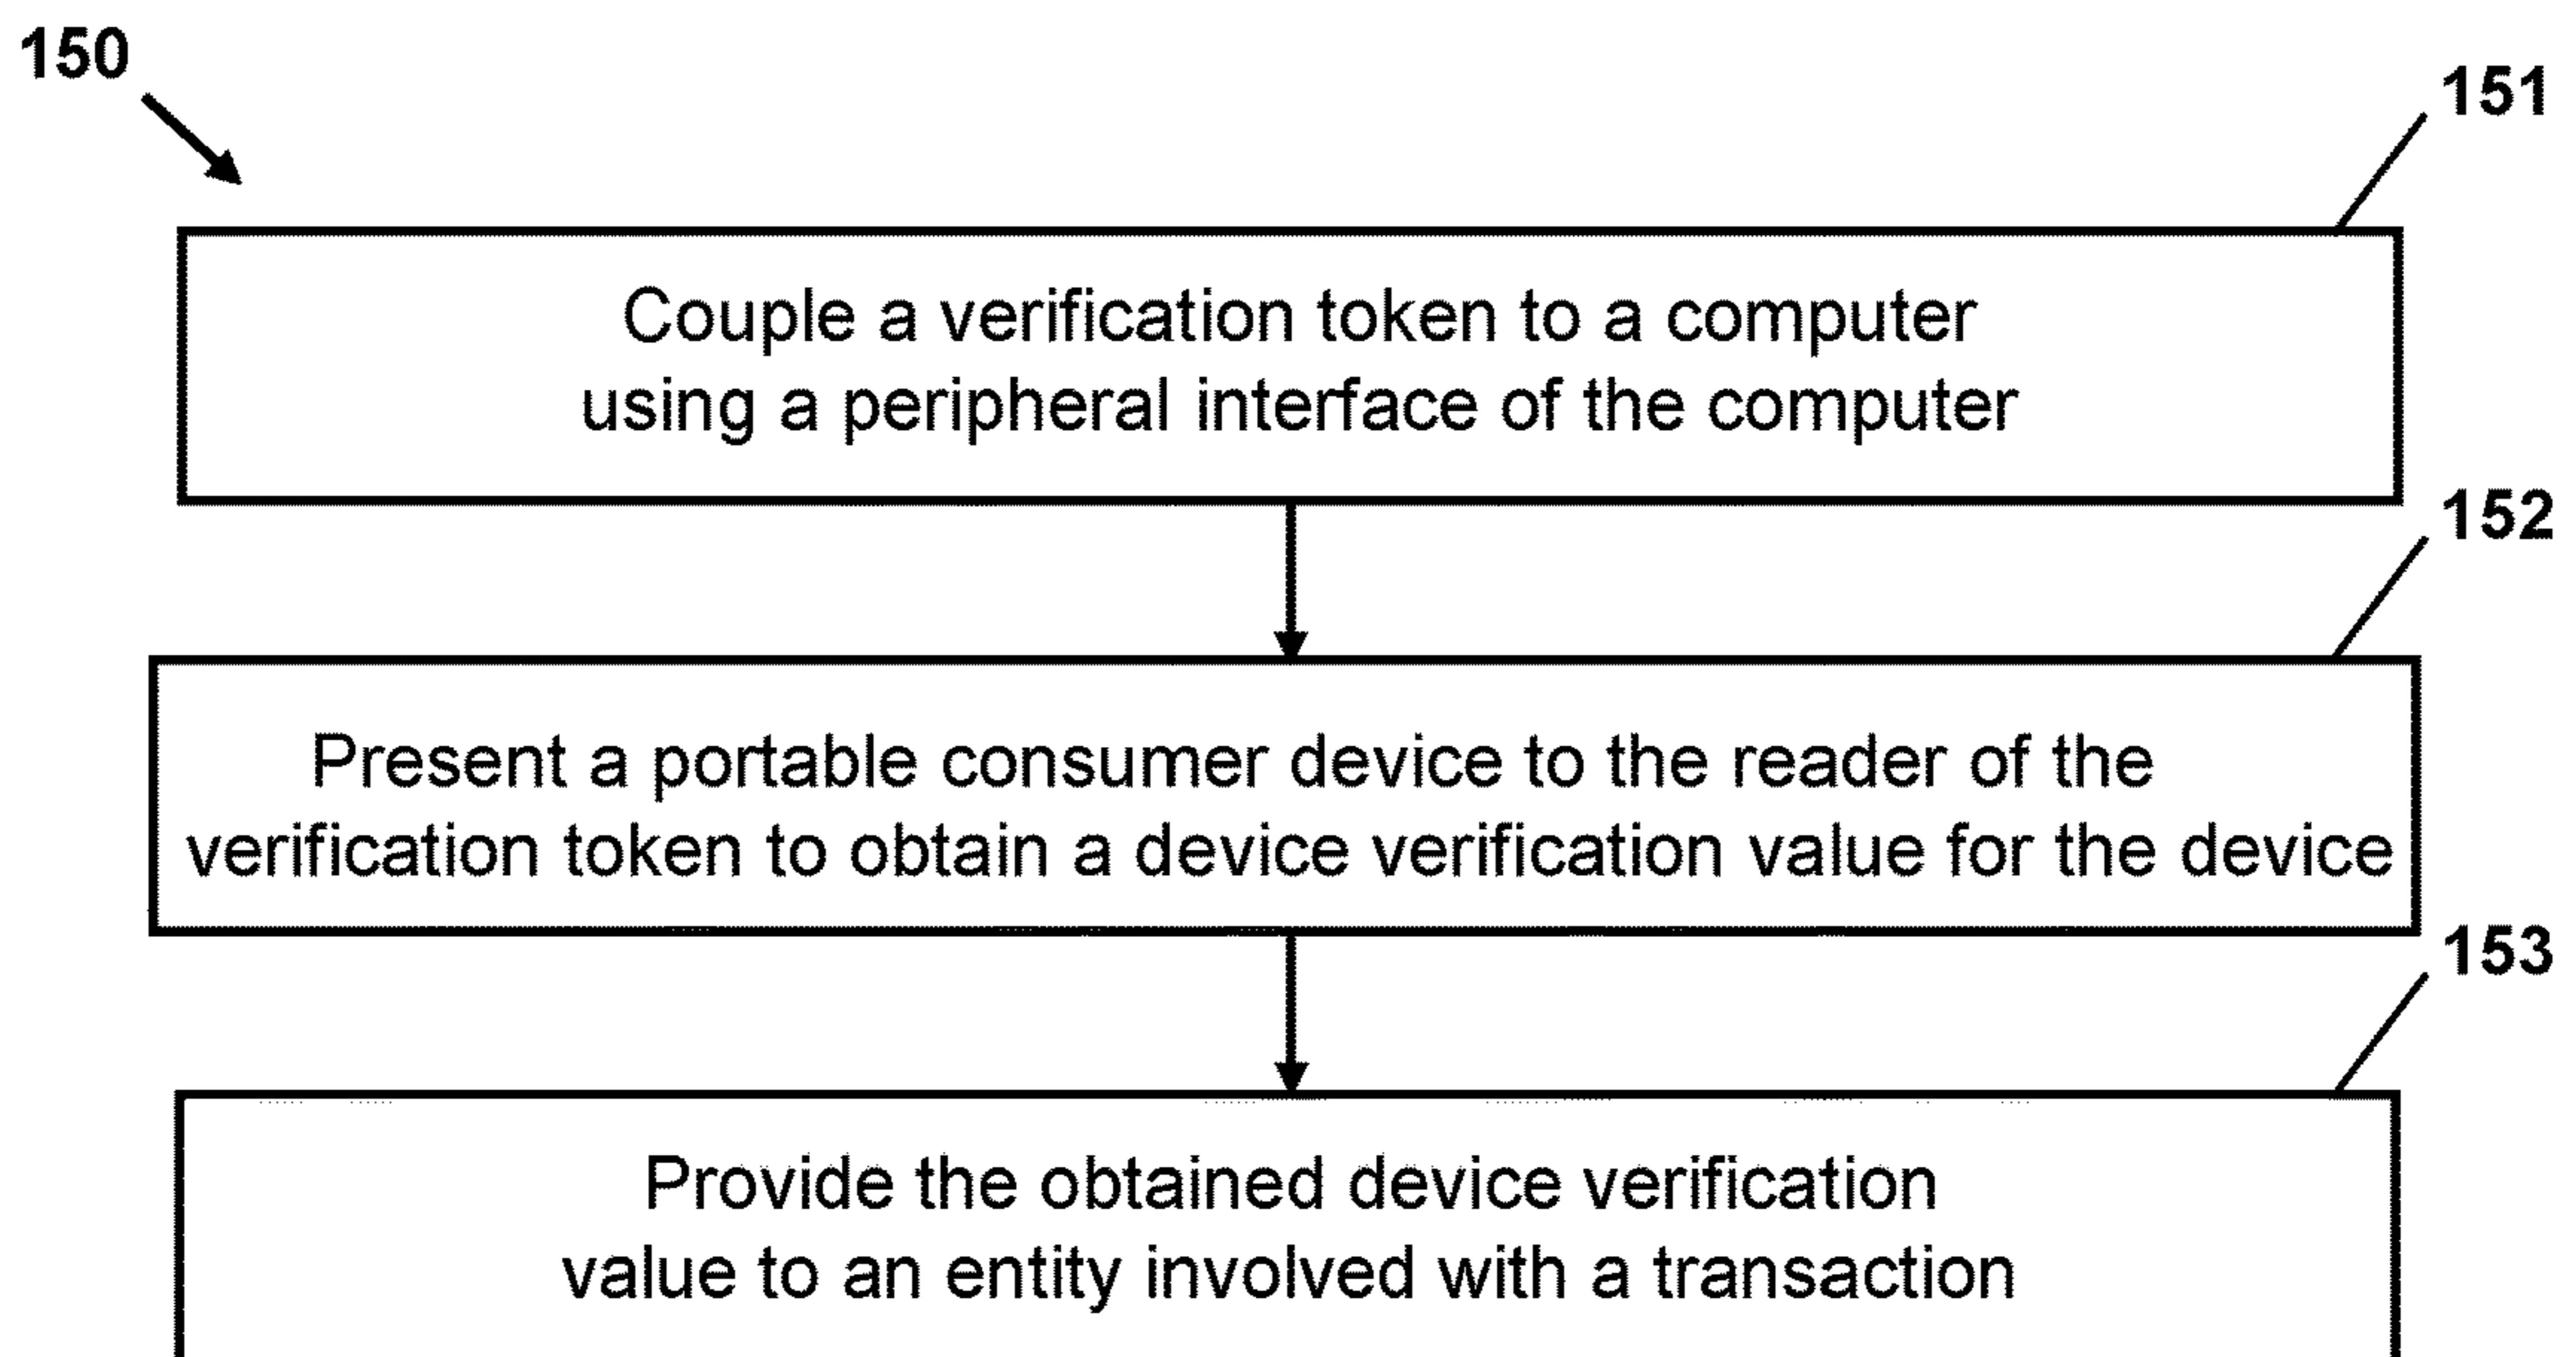 150
151
Couple a verification token to a computer
using a peripheral interface of the computer
152
Present a portable consumer device to the reader of the
verification token to obtain a device verification value for the device
153
Provide the obtained device verification
value to an entity involved with a transaction